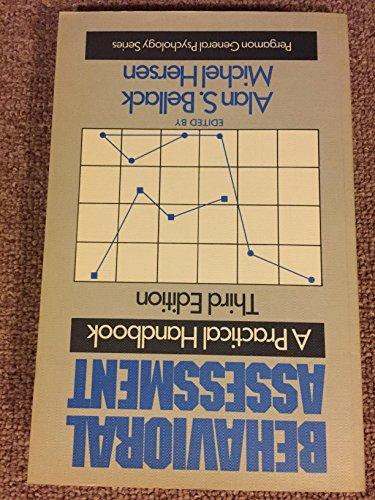 BEHAVIORAL
ASSESSMENT
A Practical Handbook
Third Edition
EDITED BY
Alan S. Bellack
Michel Hersen
Pergamon General Psychology Series